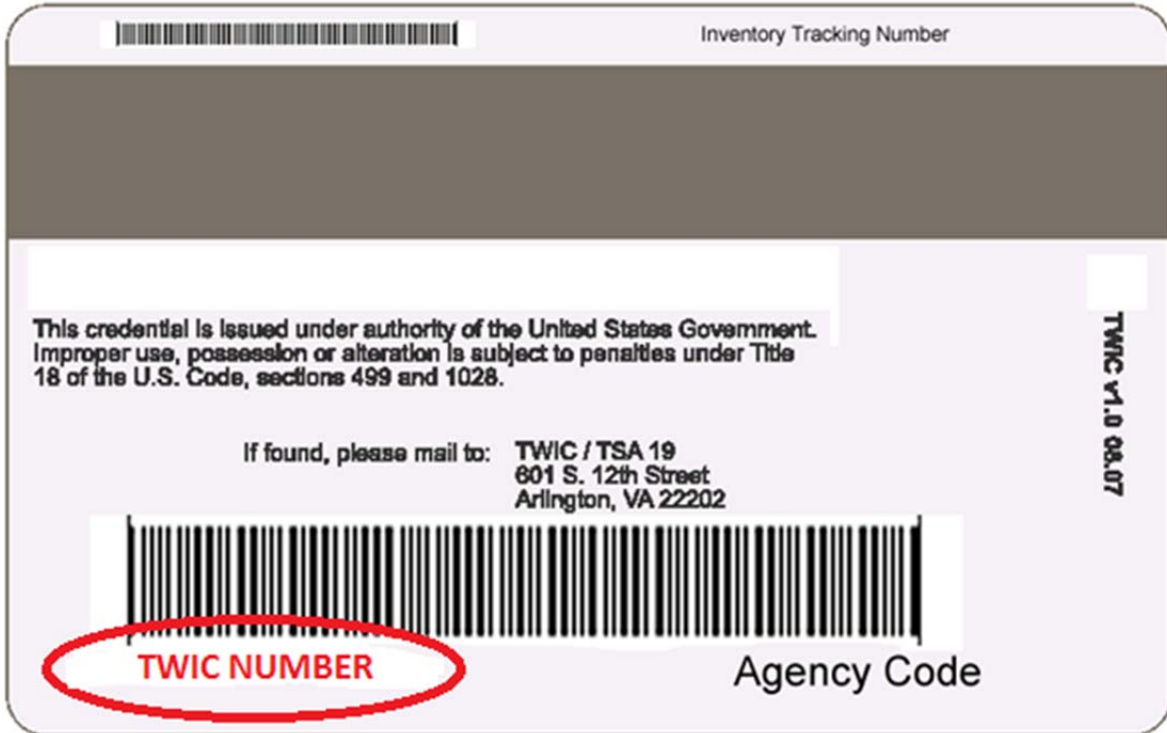 Inventory Tracking Number
This credential is issued under authority of the United States Government.
Improper use, possession or alteration is subject to penalties under Title
18 of the U.S. Code, sections 499 and 1028.
If found, please mail to: TWIC / TSA 19
601 S. 12th Street
Arlington, VA 22202
TWIC v1.0 08.07
TWIC NUMBER
Agency Code